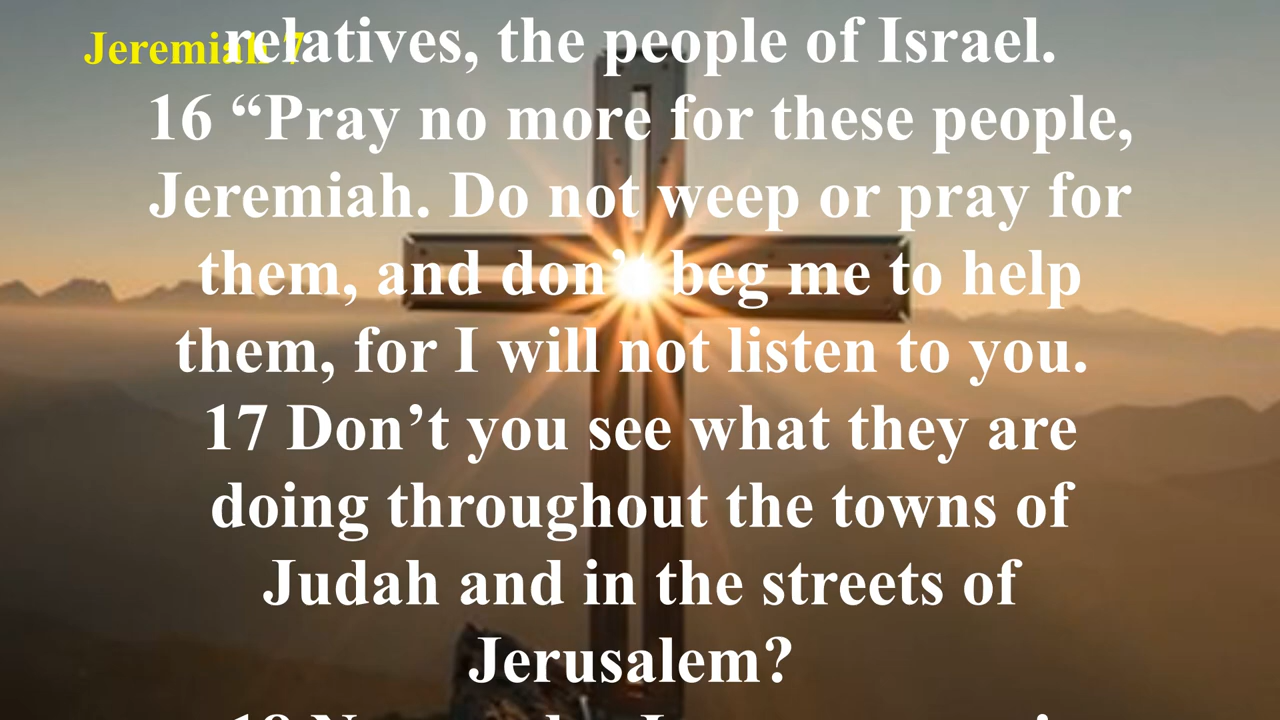 Jeremiah 7
relatives, the people of Israel.
16 “Pray no more for these people,
Jeremiah. Do not weep or pray for
them, and don’t beg me to help
them, for I will not listen to you.
17 Don’t you see what they are
doing throughout the towns of
Judah and in the streets of
Jerusalem?